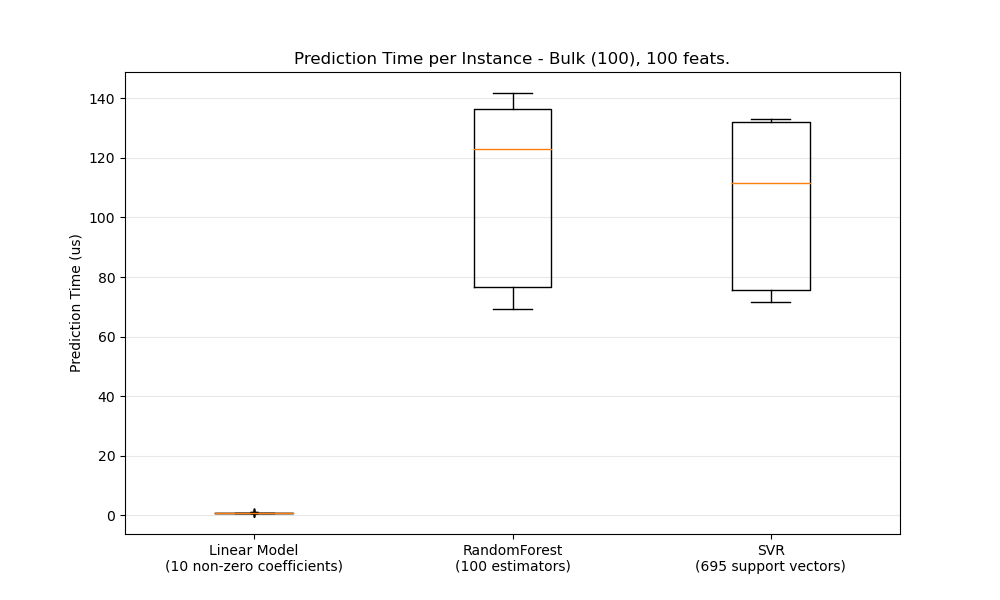 Prediction Time per Instance - Bulk (100), 100 feats.
Prediction Time (us)
140
120
100
80
60
40
20
0
Linear Model
(10 non-zero coefficients)
RandomForest
(100 estimators)
SVR
(695 support vectors)